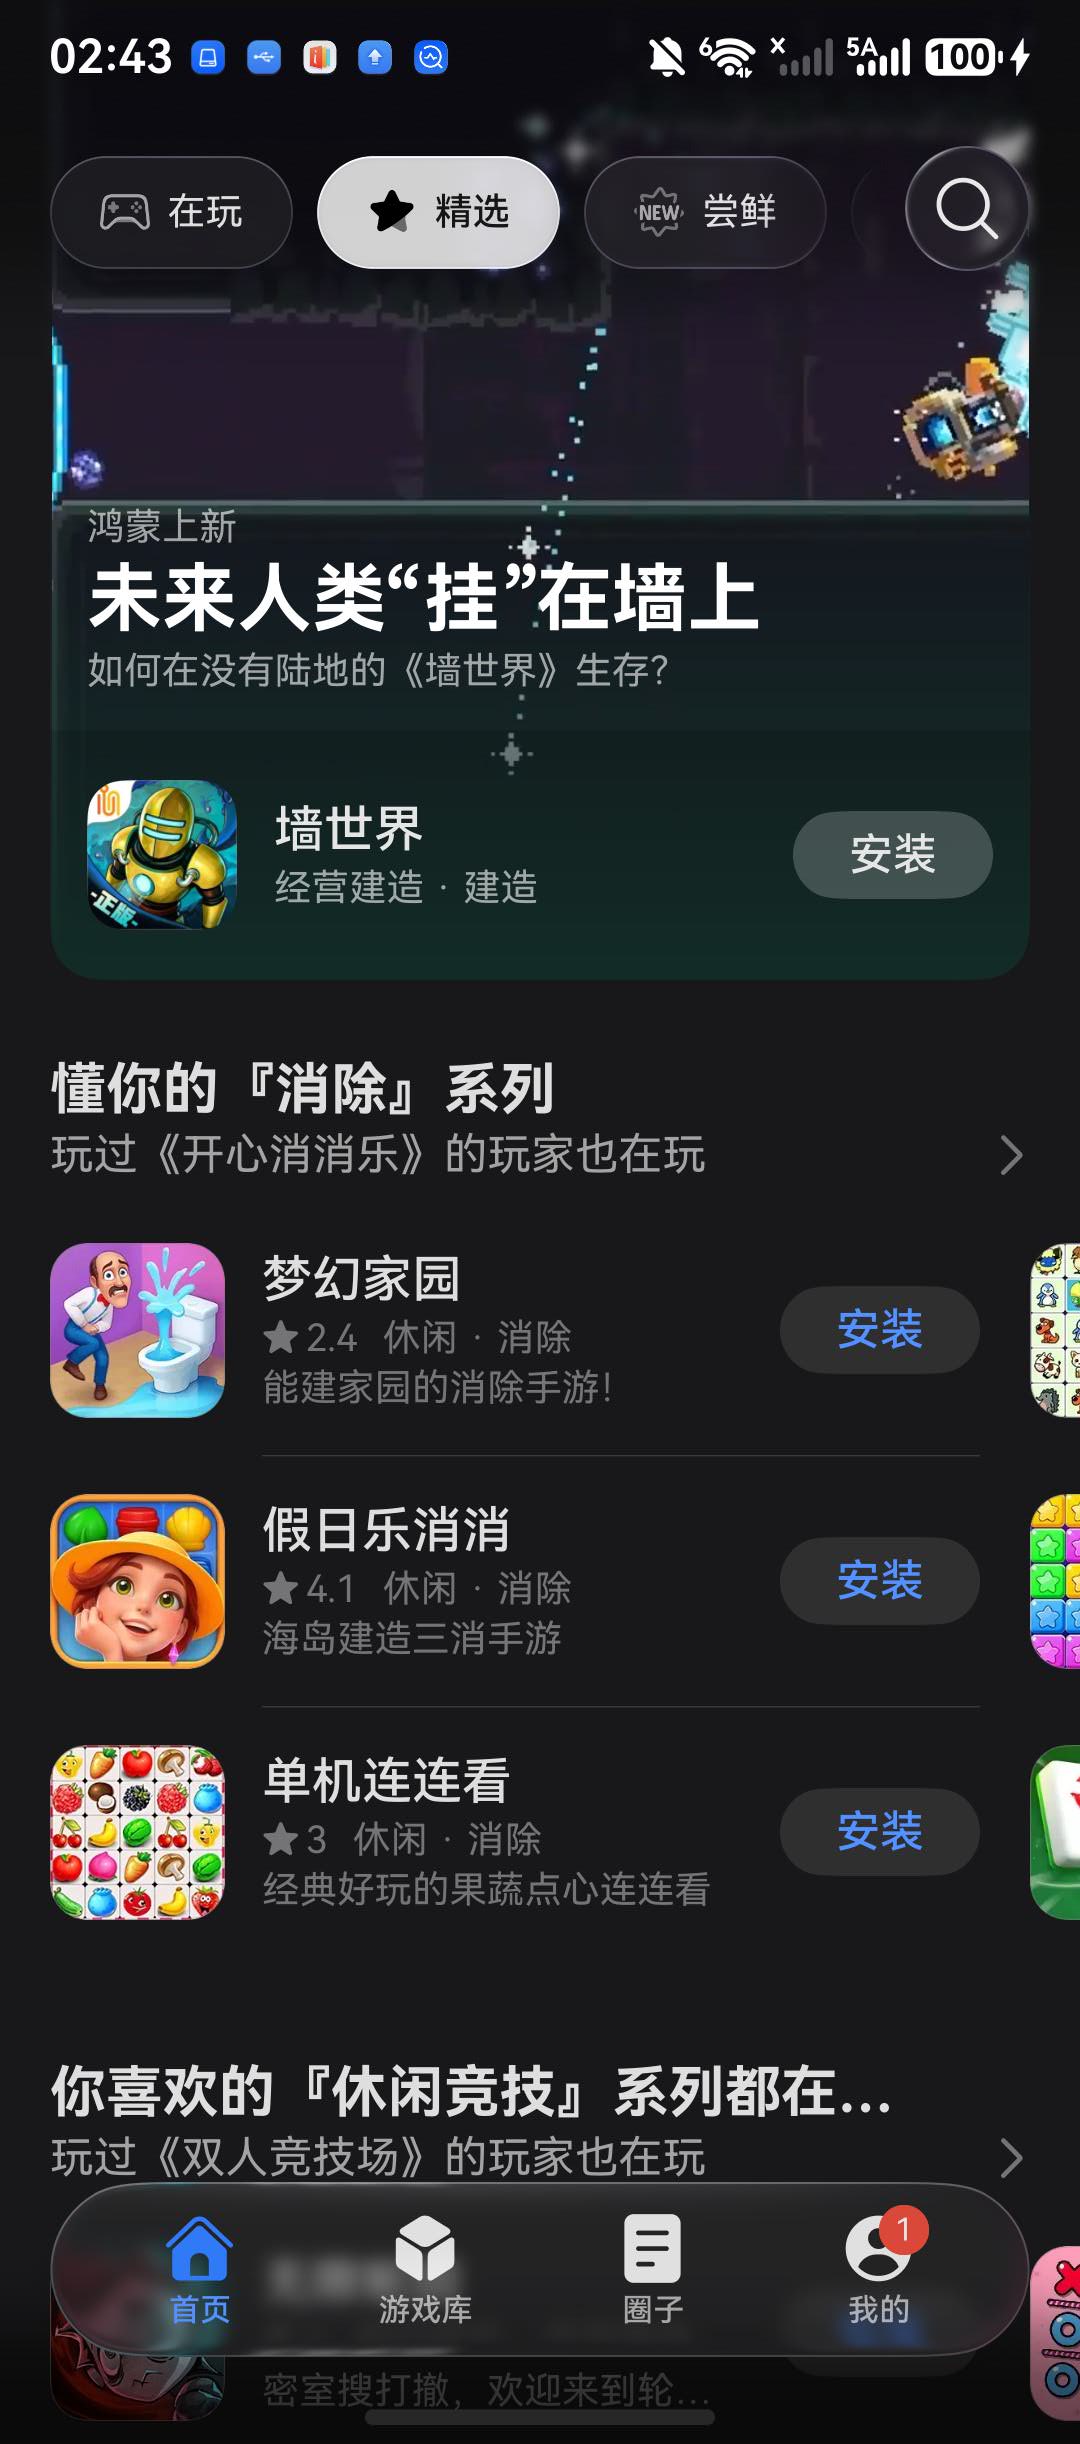 02:43
6
5A
100
在玩
精选
NEW
尝鲜
鸿蒙上新
未来人类“挂”在墙上
如何在没有陆地的《墙世界》生存?
-正版-
墙世界
经营建造 · 建造
安装
懂你的『消除』系列
玩过《开心消消乐》的玩家也在玩
梦幻家园
2.4 休闲 · 消除
能建家园的消除手游!
安装
假日乐消消
4.1 休闲 · 消除
海岛建造三消手游
安装
单机连连看
3 休闲 · 消除
经典好玩的果蔬点心连连看
安装
你喜欢的『休闲竞技』系列都在...
玩过《双人竞技场》的玩家也在玩
首页
游戏库
圈子
1
我的
密室搜打撤，欢迎来到轮...